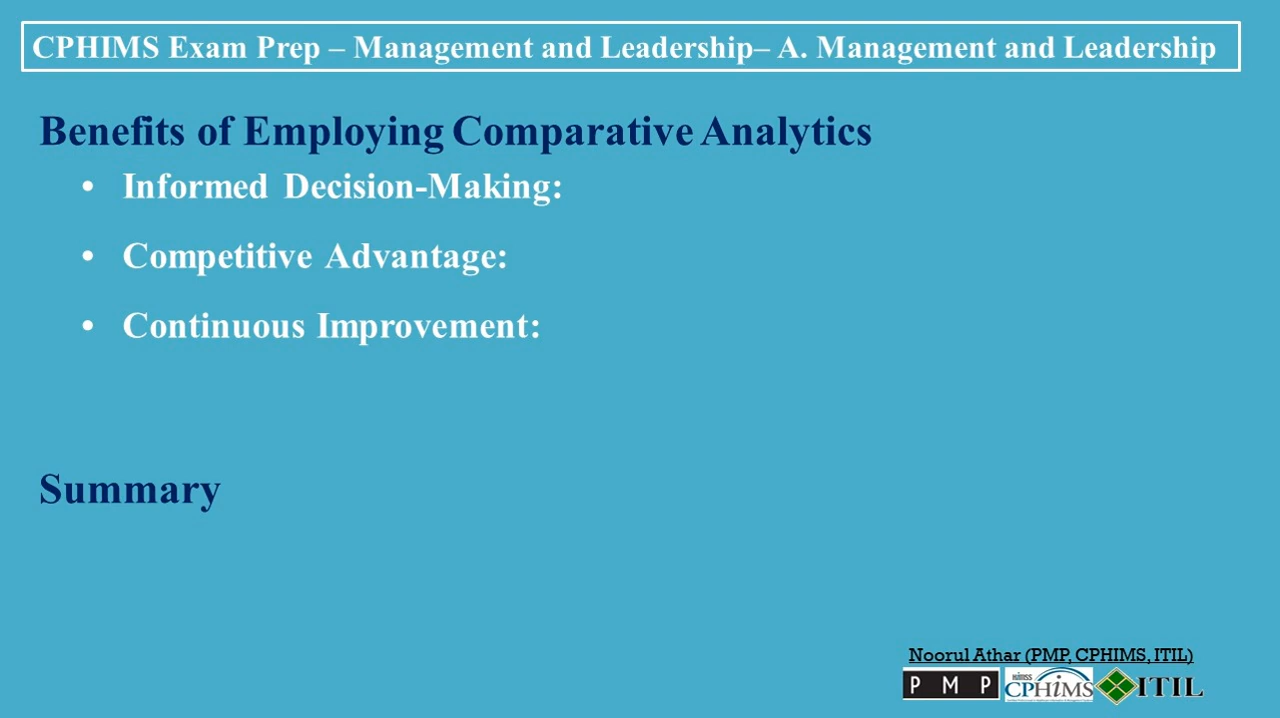 CPHIMS Exam Prep – Management and Leadership– A. Management and Leadership
Benefits of Employing Comparative Analytics
• Informed Decision-Making:
• Competitive Advantage:
• Continuous Improvement:
Summary
Noorul Athar (PMP, CPHIMS, ITIL)
PMP
himss
CPHiMS
ITIL